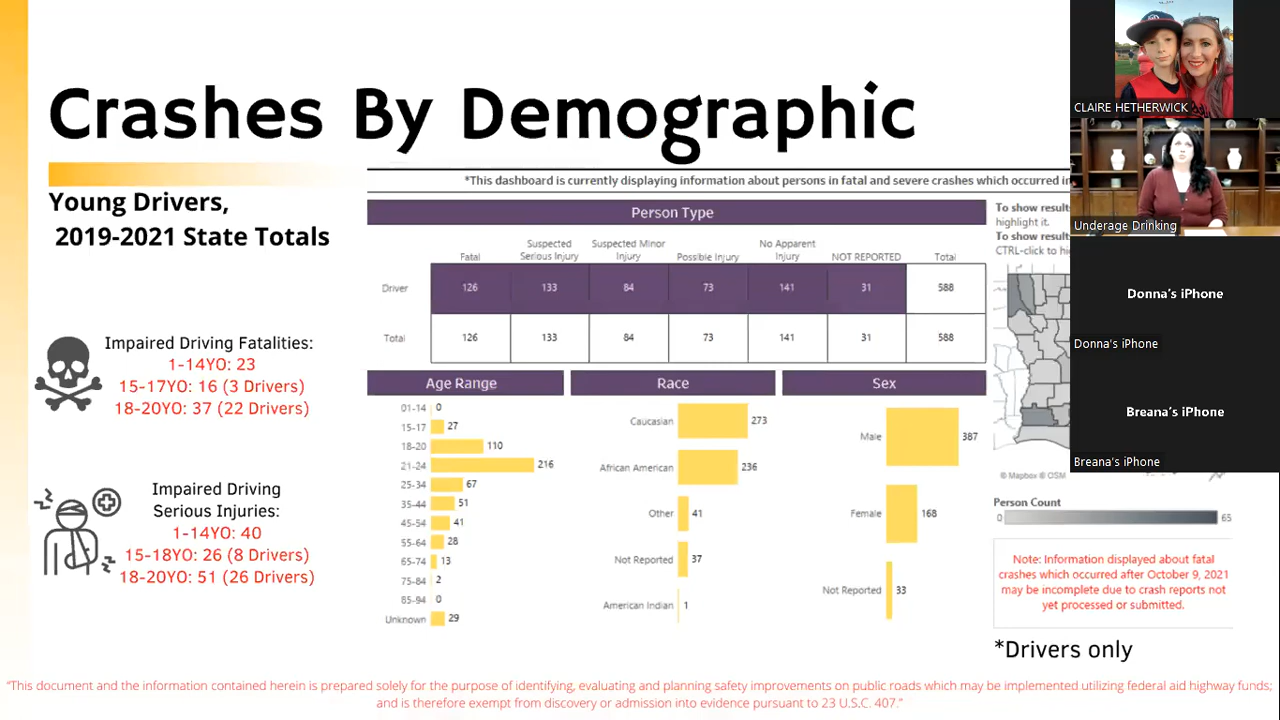 Crashes By Demographic
Young Drivers,
2019-2021 State Totals
Impaired Driving Fatalities:
1-14YO: 23
15-17YO: 16 (3 Drivers)
18-20YO: 37 (22 Drivers)
Impaired Driving
Serious Injuries:
1-14YO: 40
15-18YO: 26 (8 Drivers)
18-20YO: 51 (26 Drivers)
*This dashboard is currently displaying information about persons in fatal and severe crashes which occurred in
Person Type
Fatal Suspected Serious Injury Suspected Minor Injury Possible Injury No Apparent Injury NOT REPORTED Total
Driver 126 133 84 73 141 31 588
Total 126 133 84 73 141 31 588
Age Range
01-14 0
15-17 27
18-20 110
21-24 216
25-34 67
35-44 51
45-54 41
55-64 28
65-74 13
75-84 2
85-94 0
Unknown 29
Race
Caucasian 273
African American 236
Other 41
Not Reported 37
American Indian 1
Sex
Male 387
Female 168
Not Reported 33
To show result
highlight it.
To show result
CTRL-click to hi
© Mapbox © OSM
Person Count
0 65
Note: Information displayed about fatal
crashes which occurred after October 9, 2021
may be incomplete due to crash reports not
yet processed or submitted.
*Drivers only
CLAIRE HETHERWICK
Underage Drinking
Donna's iPhone
Donna's iPhone
Breana's iPhone
Breana's iPhone
"This document and the information contained herein is prepared solely for the purpose of identifying, evaluating and planning safety improvements on public roads which may be implemented utilizing federal aid highway funds;
and is therefore exempt from discovery or admission into evidence pursuant to 23 U.S.C. 407."